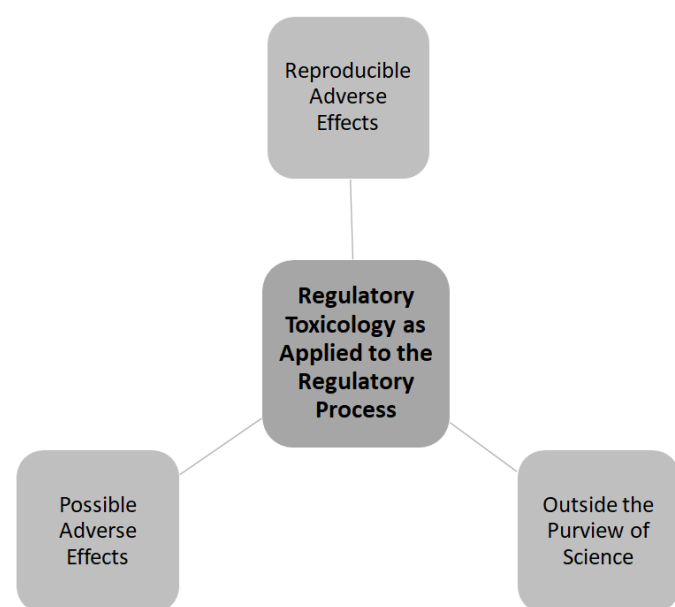 Reproducible
Adverse
Effects
Regulatory
Toxicology as
Applied to the
Regulatory
Process
Possible
Adverse
Effects
Outside the
Purview of
Science